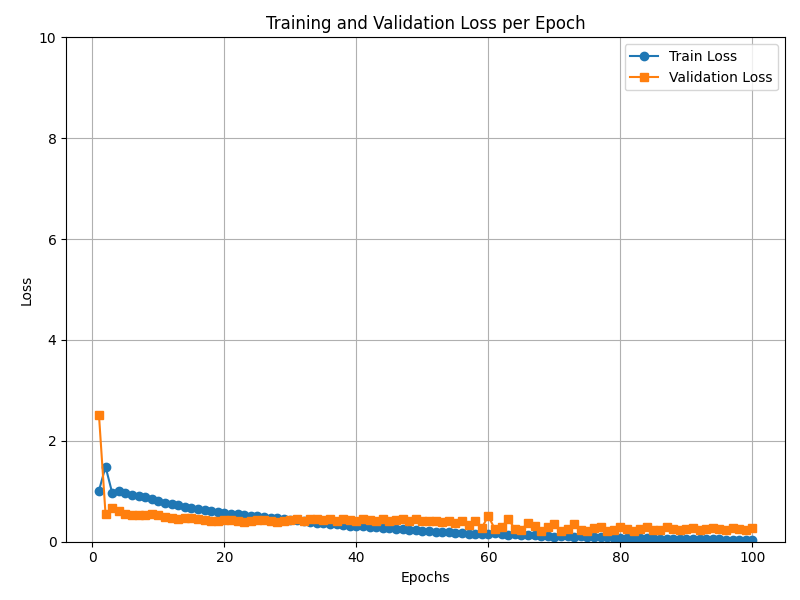 Training and Validation Loss per Epoch
Train Loss
Validation Loss
10
8
6
4
2
0
Loss
0 20 40 60 80 100
Epochs